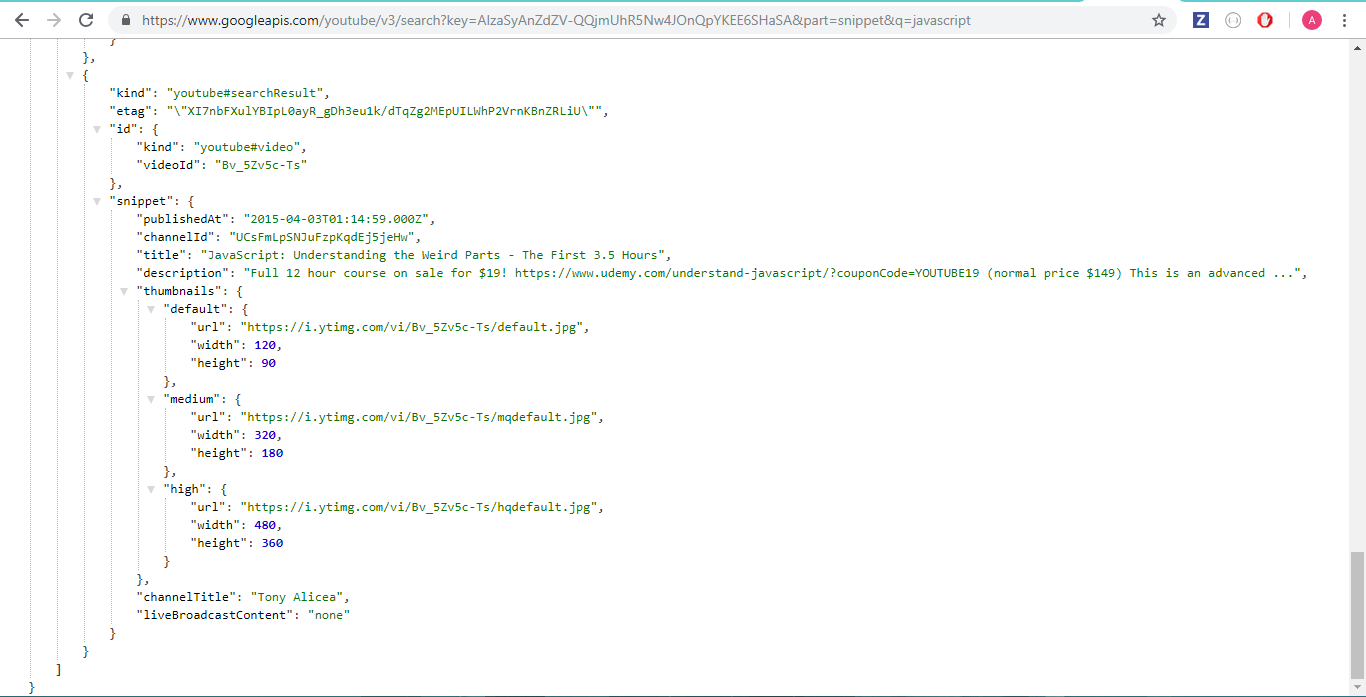 https://www.googleapis.com/youtube/v3/search?key=AIzaSyAnZdZV-QQjmUhR5Nw4JOnQpYKEE6SHaSA&part=snippet&q=javascript
Z
A
}
},
{
"kind": "youtube#searchResult",
"etag": "\"XI7nbFXulYBIpL0ayR_gDh3eu1k/dTqZg2MEpUILWhP2VrnKBnZRLiU\"",
"id": {
"kind": "youtube#video",
"videoId": "Bv_5Zv5c-Ts"
},
"snippet": {
"publishedAt": "2015-04-03T01:14:59.000Z",
"channelId": "UCsFmLpSNJuFzpKqdEj5jeHw",
"title": "JavaScript: Understanding the Weird Parts - The First 3.5 Hours",
"description": "Full 12 hour course on sale for $19! https://www.udemy.com/understand-javascript/?couponCode=YOUTUBE19 (normal price $149) This is an advanced ...",
"thumbnails": {
"default": {
"url": "https://i.ytimg.com/vi/Bv_5Zv5c-Ts/default.jpg",
"width": 120,
"height": 90
},
"medium": {
"url": "https://i.ytimg.com/vi/Bv_5Zv5c-Ts/mqdefault.jpg",
"width": 320,
"height": 180
},
"high": {
"url": "https://i.ytimg.com/vi/Bv_5Zv5c-Ts/hqdefault.jpg",
"width": 480,
"height": 360
}
},
"channelTitle": "Tony Alicea",
"liveBroadcastContent": "none"
}
}
]
}